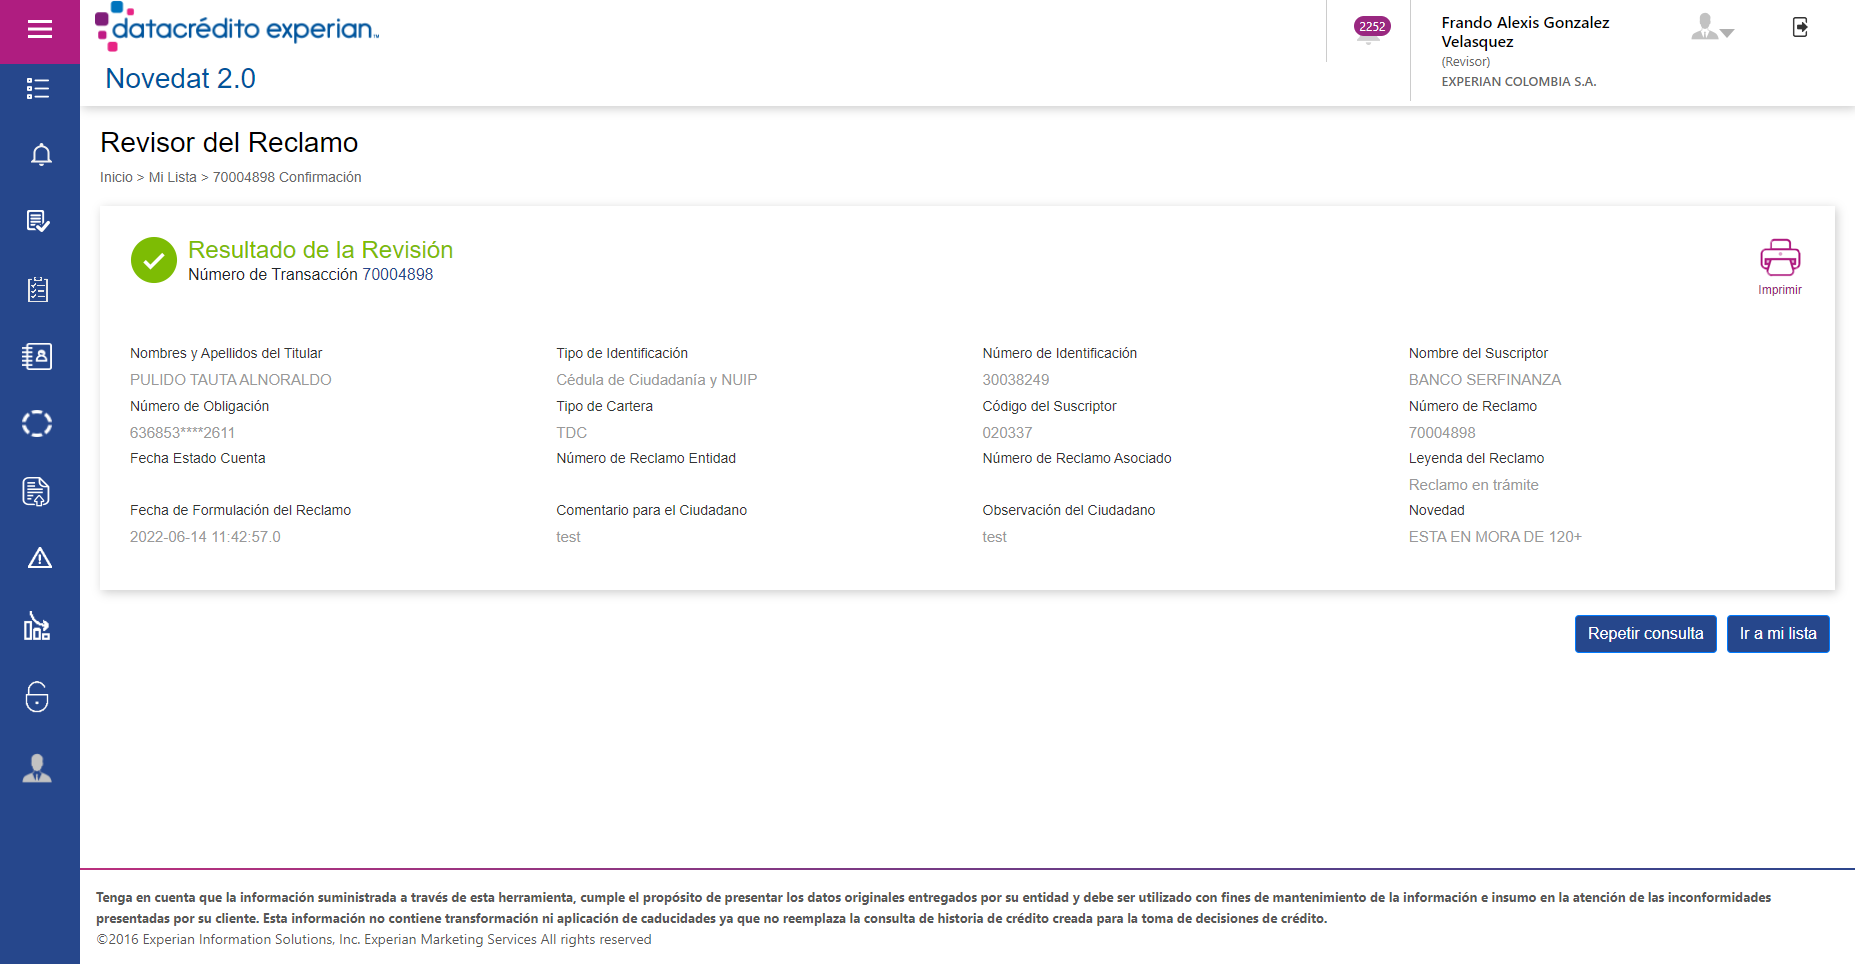 datacrédito experian™
Novedat 2.0
2252
Frando Alexis Gonzalez
Velasquez
(Revisor)
EXPERIAN COLOMBIA S.A.
Revisor del Reclamo
Inicio > Mi Lista > 70004898 Confirmación
Resultado de la Revisión
Número de Transacción 70004898
Imprimir
Nombres y Apellidos del Titular Tipo de Identificación Número de Identificación Nombre del Suscriptor
PULIDO TAUTA ALNORALDO Cédula de Ciudadanía y NUIP 30038249 BANCO SERFINANZA
Número de Obligación Tipo de Cartera Código del Suscriptor Número de Reclamo
636853****2611 TDC 020337 70004898
Fecha Estado Cuenta Número de Reclamo Entidad Número de Reclamo Asociado Leyenda del Reclamo
Reclamo en trámite
Fecha de Formulación del Reclamo Comentario para el Ciudadano Observación del Ciudadano Novedad
2022-06-14 11:42:57.0 test test ESTA EN MORA DE 120+
Repetir consulta Ir a mi lista
Tenga en cuenta que la información suministrada a través de esta herramienta, cumple el propósito de presentar los datos originales entregados por su entidad y debe ser utilizado con fines de mantenimiento de la información e insumo en la atención de las inconformidades
presentadas por su cliente. Esta información no contiene transformación ni aplicación de caducidades ya que no reemplaza la consulta de historia de crédito creada para la toma de decisiones de crédito.
©2016 Experian Information Solutions, Inc. Experian Marketing Services All rights reserved